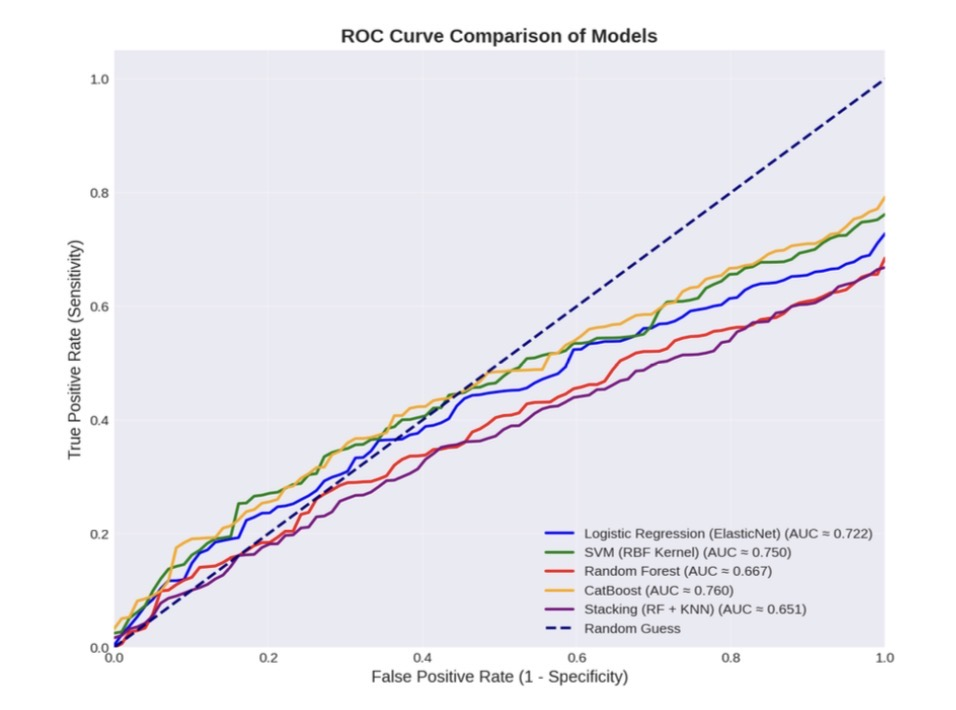 ROC Curve Comparison of Models
True Positive Rate (Sensitivity)
1.0
0.8
0.6
0.4
0.2
0.0
Logistic Regression (ElasticNet) (AUC ≈ 0.722)
SVM (RBF Kernel) (AUC ≈ 0.750)
Random Forest (AUC ≈ 0.667)
CatBoost (AUC ≈ 0.760)
Stacking (RF + KNN) (AUC ≈ 0.651)
Random Guess
0.0 0.2 0.4 0.6 0.8 1.0
False Positive Rate (1 - Specificity)